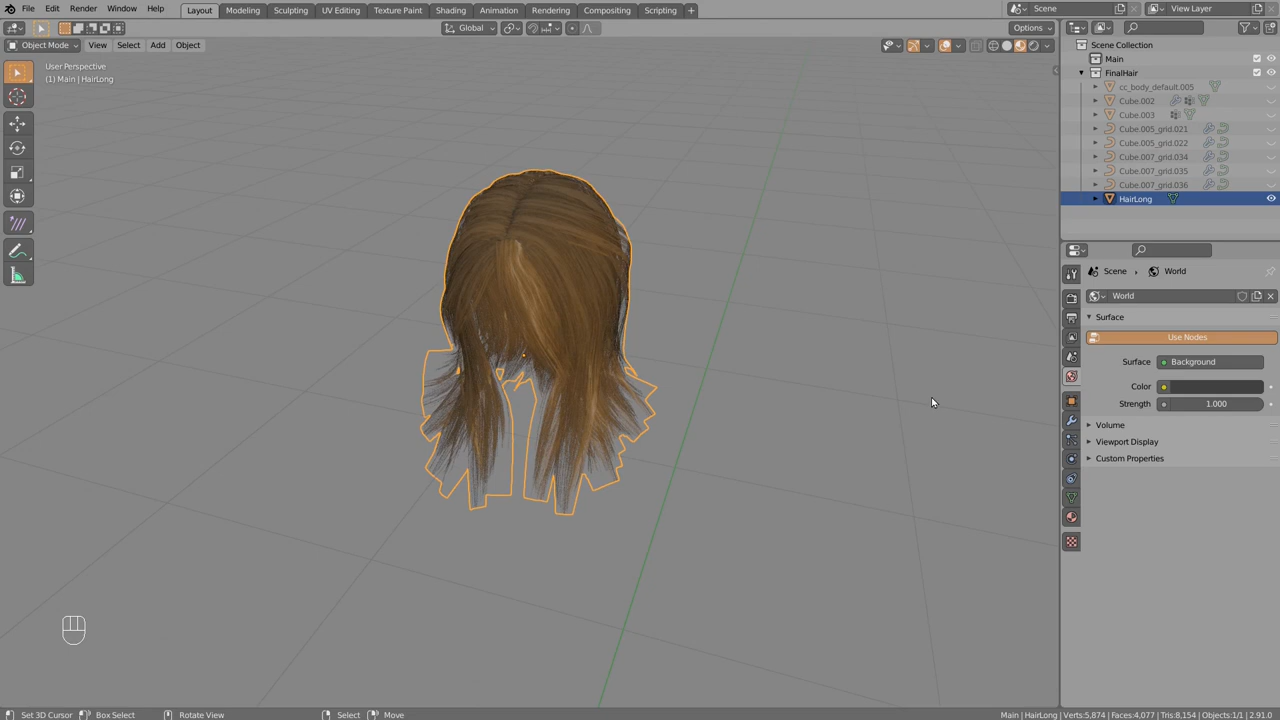 File Edit Render Window Help Layout Modeling Sculpting UV Editing Texture Paint Shading Animation Rendering Compositing Scripting + Scene View Layer
Global Options
Object Mode View Select Add Object
User Perspective
(1) Main | HairLong
Scene Collection
Main
FinalHair
cc_body_default.005
Cube.002
Cube.003
Cube.005_grid.021
Cube.005_grid.022
Cube.007_grid.034
Cube.007_grid.035
Cube.007_grid.036
HairLong
Scene World
World
Surface
Use Nodes
Surface Background
Color
Strength 1.000
Volume
Viewport Display
Custom Properties
Set 3D Cursor Box Select Rotate View Select Move Main | HairLong | Verts:5,874 | Faces:4,077 | Tris:8,154 | Objects:1/1 | 2.91.0